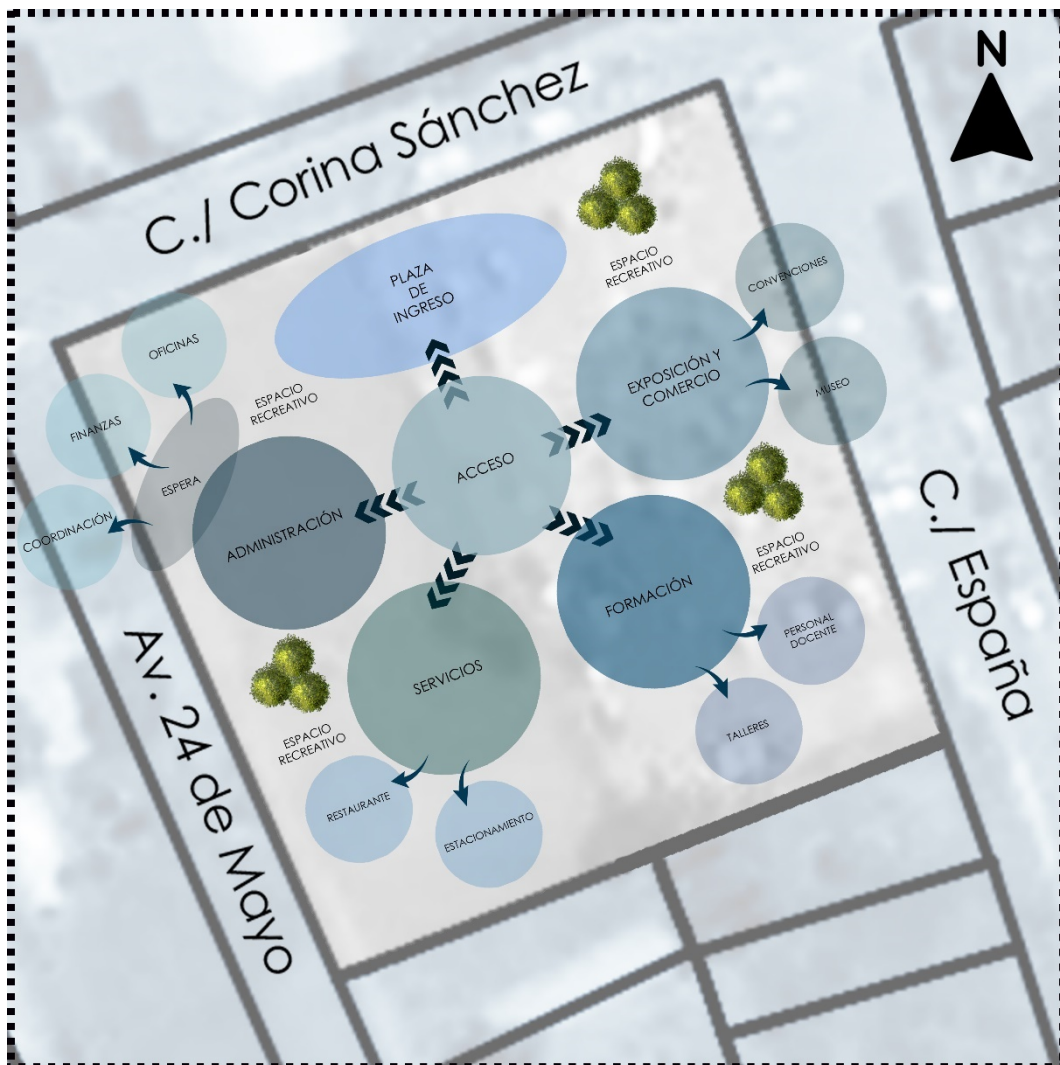 N
C./ Corina Sánchez
PLAZA
DE
INGRESO
ESPACIO
RECREATIVO
CONVENCIONES
OFICINAS
EXPOSICIÓN Y
COMERCIO
MUSEO
ESPACIO
RECREATIVO
FINANZAS
ESPERA
ACCESO
COORDINACIÓN
ADMINISTRACIÓN
ESPACIO
RECREATIVO
FORMACIÓN
C./ España
PERSONAL
DOCENTE
SERVICIOS
TALLERES
ESPACIO
RECREATIVO
RESTAURANTE
ESTACIONAMIENTO
Av. 24 de Mayo